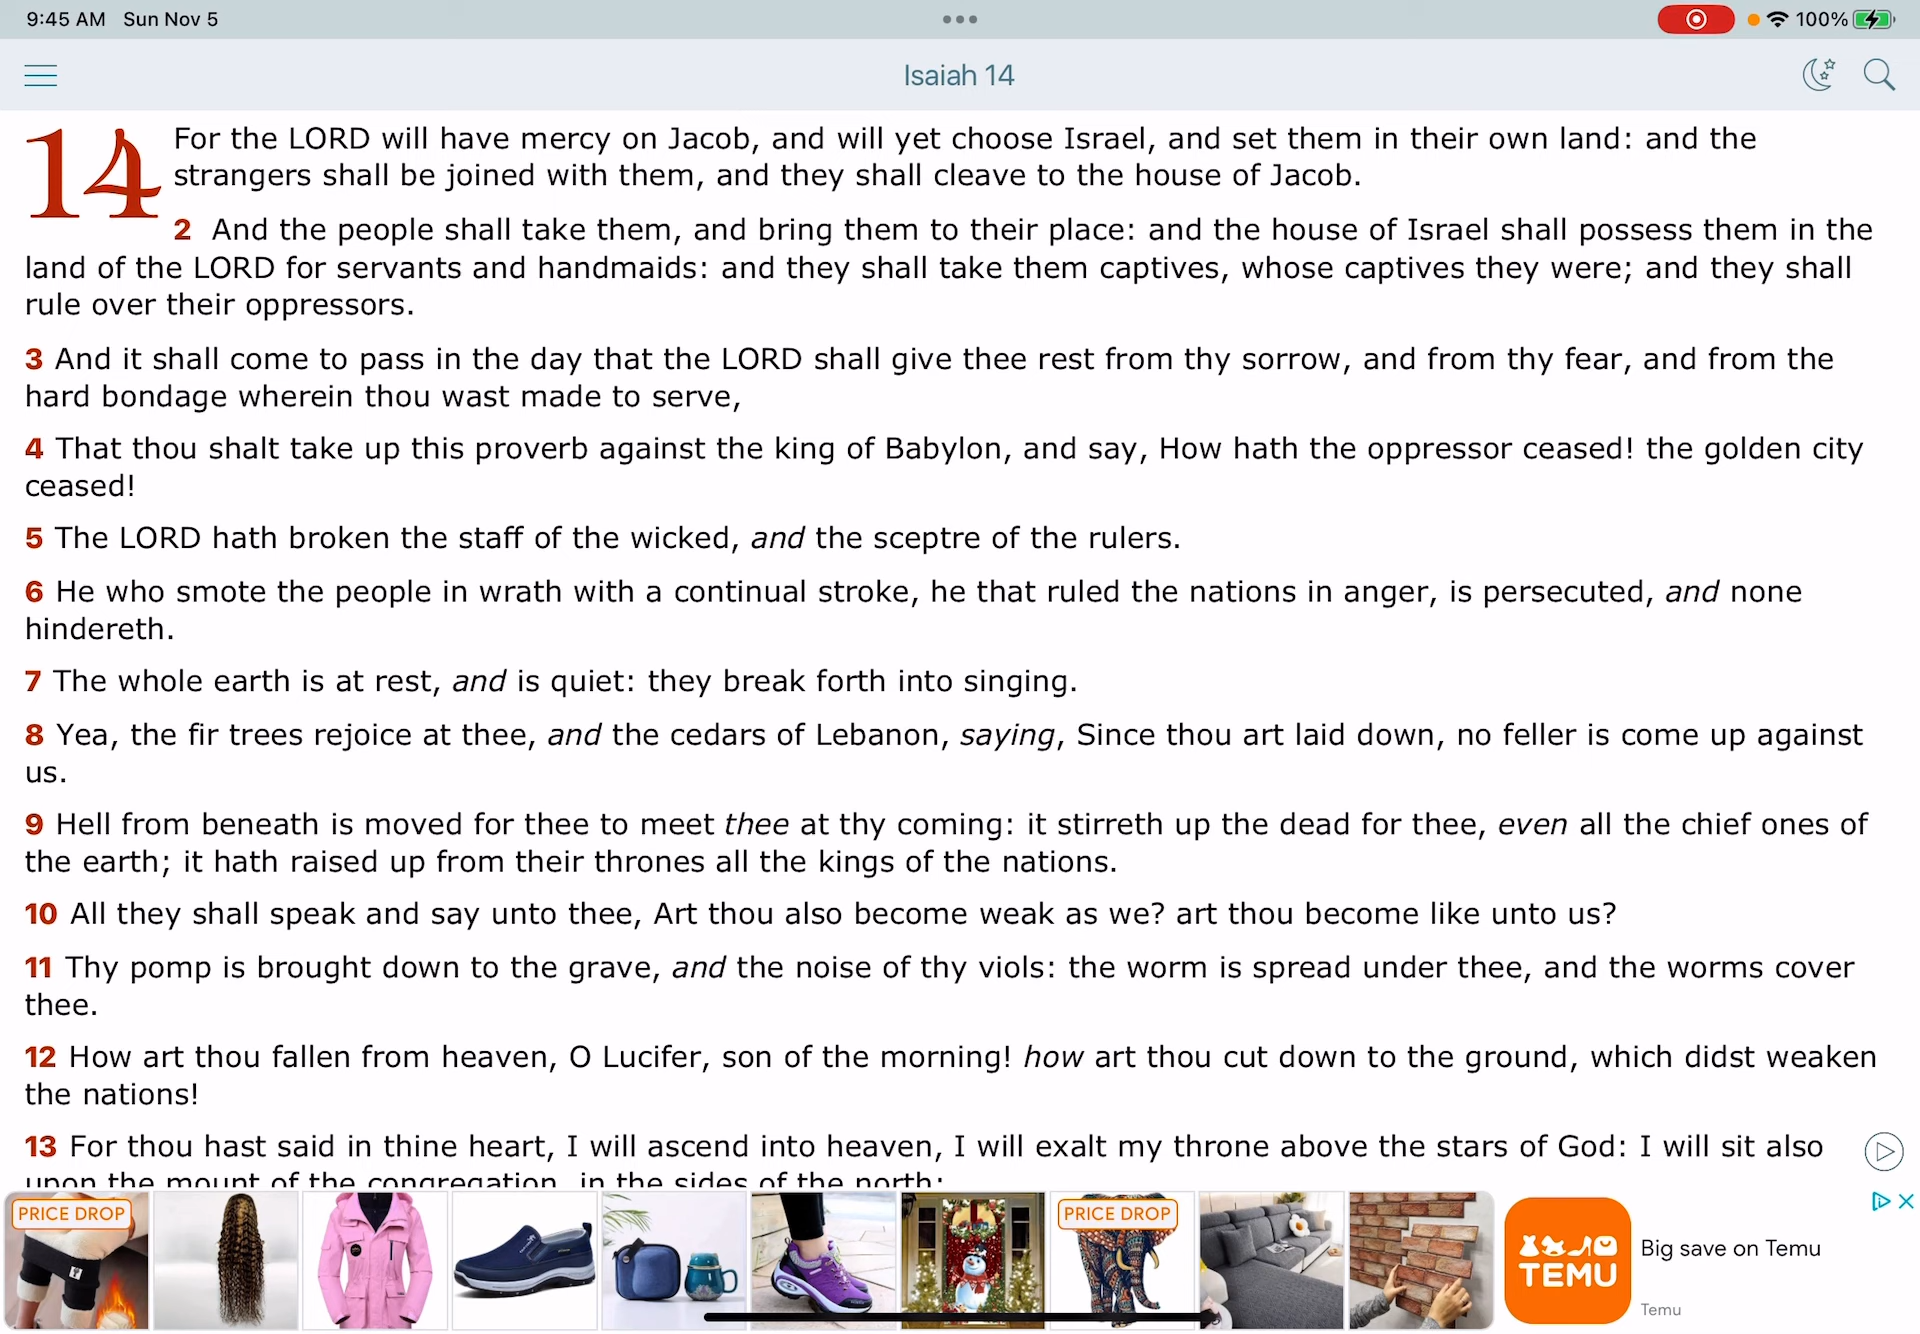 9:45 AM Sun Nov 5
100%
Isaiah 14
14 For the LORD will have mercy on Jacob, and will yet choose Israel, and set them in their own land: and the
strangers shall be joined with them, and they shall cleave to the house of Jacob.
2 And the people shall take them, and bring them to their place: and the house of Israel shall possess them in the
land of the LORD for servants and handmaids: and they shall take them captives, whose captives they were; and they shall
rule over their oppressors.
3 And it shall come to pass in the day that the LORD shall give thee rest from thy sorrow, and from thy fear, and from the
hard bondage wherein thou wast made to serve,
4 That thou shalt take up this proverb against the king of Babylon, and say, How hath the oppressor ceased! the golden city
ceased!
5 The LORD hath broken the staff of the wicked, and the sceptre of the rulers.
6 He who smote the people in wrath with a continual stroke, he that ruled the nations in anger, is persecuted, and none
hindereth.
7 The whole earth is at rest, and is quiet: they break forth into singing.
8 Yea, the fir trees rejoice at thee, and the cedars of Lebanon, saying, Since thou art laid down, no feller is come up against
us.
9 Hell from beneath is moved for thee to meet thee at thy coming: it stirreth up the dead for thee, even all the chief ones of
the earth; it hath raised up from their thrones all the kings of the nations.
10 All they shall speak and say unto thee, Art thou also become weak as we? art thou become like unto us?
11 Thy pomp is brought down to the grave, and the noise of thy viols: the worm is spread under thee, and the worms cover
thee.
12 How art thou fallen from heaven, O Lucifer, son of the morning! how art thou cut down to the ground, which didst weaken
the nations!
13 For thou hast said in thine heart, I will ascend into heaven, I will exalt my throne above the stars of God: I will sit also
upon the mount of the congregation, in the sides of the north:
PRICE DROP
PRICE DROP
TEMU
Big save on Temu
Temu